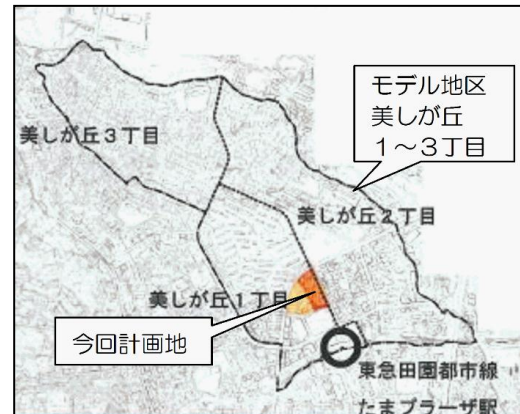 モデル地区
美しが丘
1～3丁目
美しが丘3丁目
美しが丘2丁目
美しが丘1丁目
今回計画地
東急田園都市線
たまプラーザ駅